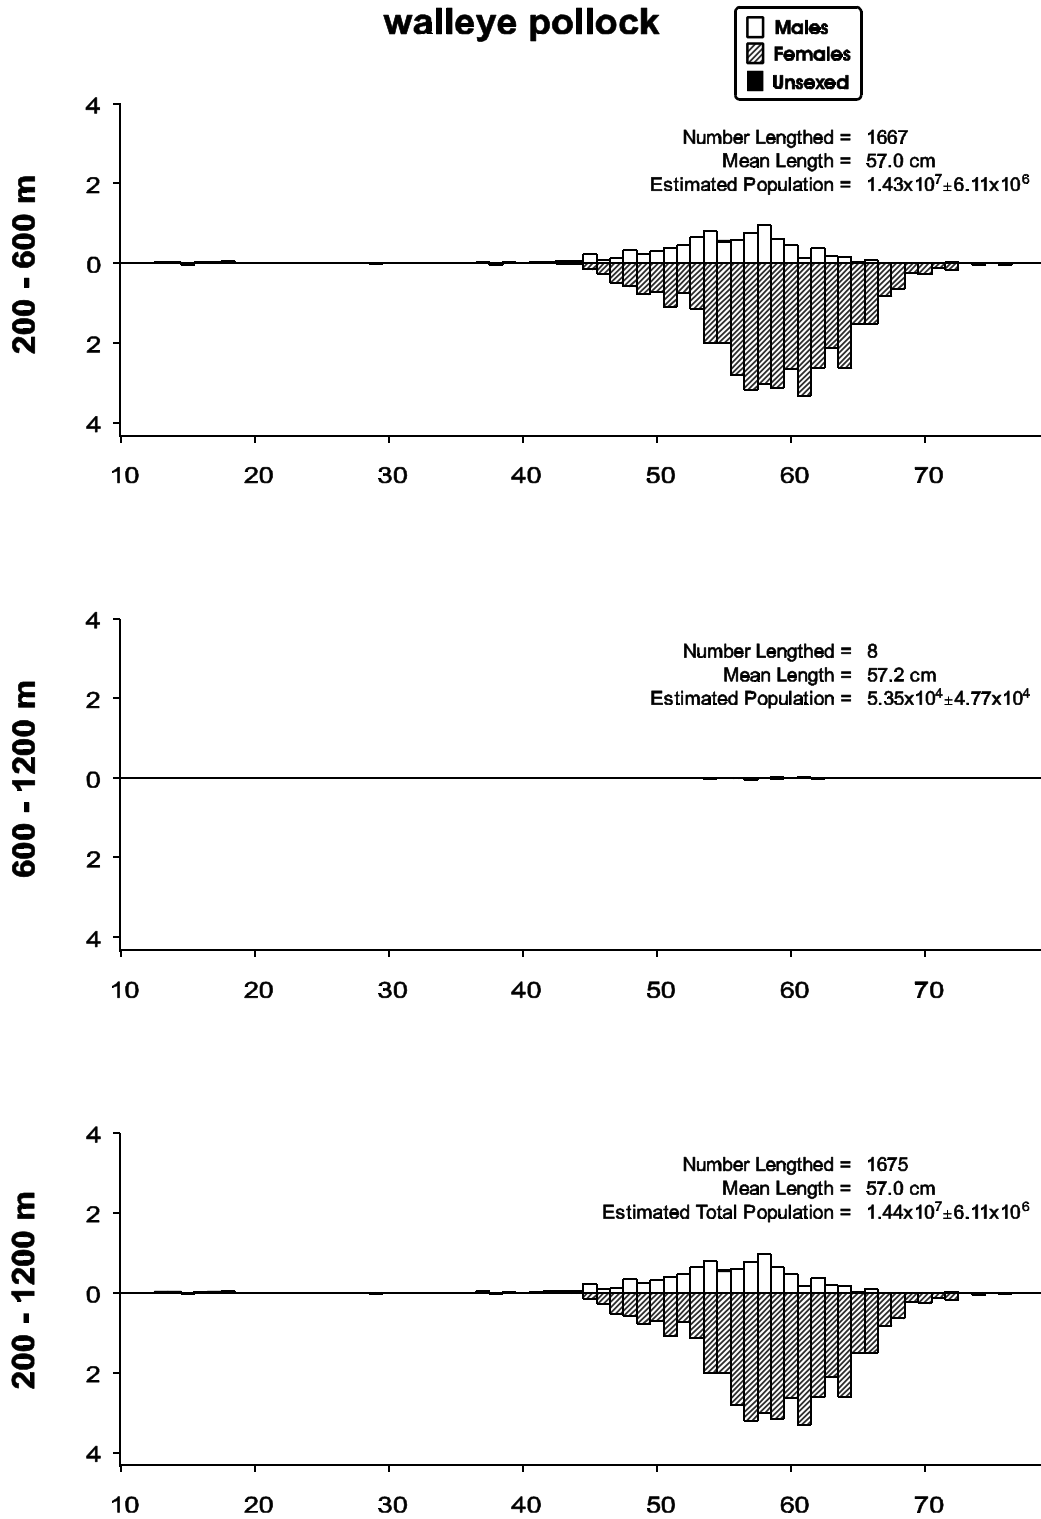 walleye pollock
Males
Females
Unsexed
200 - 600 m
4
2
0
2
4
Number Lengthed = 1667
Mean Length = 57.0 cm
Estimated Population = 1.43x10⁷±6.11x10⁶
10 20 30 40 50 60 70
600 - 1200 m
4
2
0
2
4
Number Lengthed = 8
Mean Length = 57.2 cm
Estimated Population = 5.35x10⁴±4.77x10⁴
10 20 30 40 50 60 70
200 - 1200 m
4
2
0
2
4
Number Lengthed = 1675
Mean Length = 57.0 cm
Estimated Total Population = 1.44x10⁷±6.11x10⁶
10 20 30 40 50 60 70